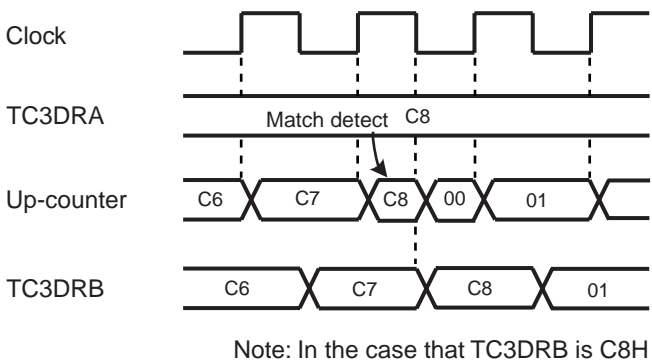 Clock
TC3DRA
Match detect C8
Up-counter C6 C7 C8 00 01
TC3DRB C6 C7 C8 01
Note: In the case that TC3DRB is C8H